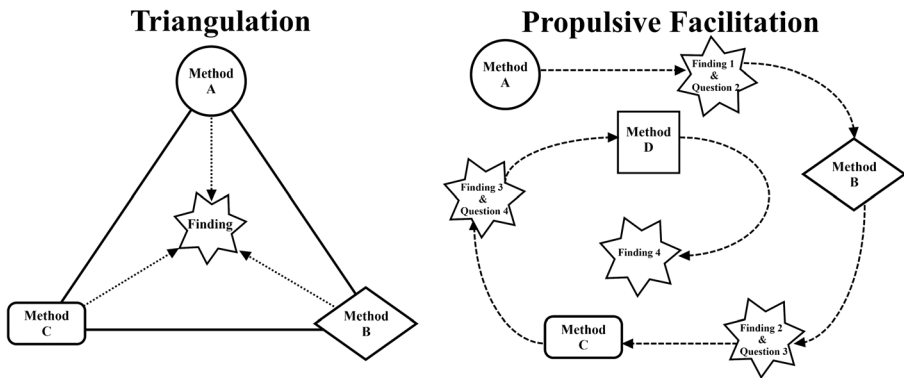 Triangulation
Method
A
Finding
Method
C
Method
B
Propulsive Facilitation
Method
A
Finding 1
&
Question 2
Method
B
Finding 2
&
Question 3
Method
C
Finding 3
&
Question 4
Method
D
Finding 4